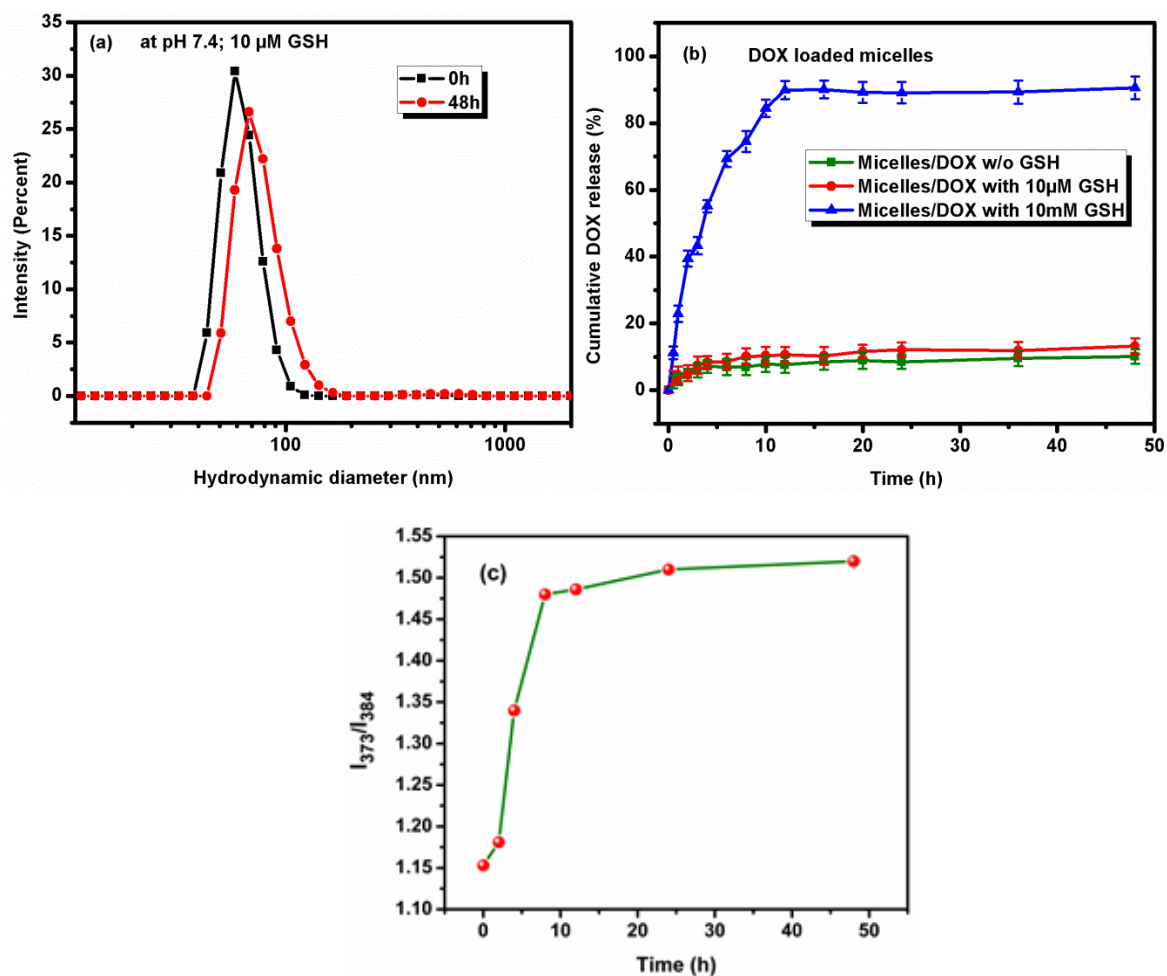 (a) at pH 7.4; 10 μM GSH
0h
48h
35
30
25
20
15
10
5
0
Intensity (Percent)
100
1000
Hydrodynamic diameter (nm)
(b) DOX loaded micelles
Micelles/DOX w/o GSH
Micelles/DOX with 10μM GSH
Micelles/DOX with 10mM GSH
100
80
60
40
20
0
Cumulative DOX release (%)
0 10 20 30 40 50
Time (h)
(c)
1.55
1.50
1.45
1.40
1.35
1.30
1.25
1.20
1.15
1.10
I373/I384
0 10 20 30 40 50
Time (h)